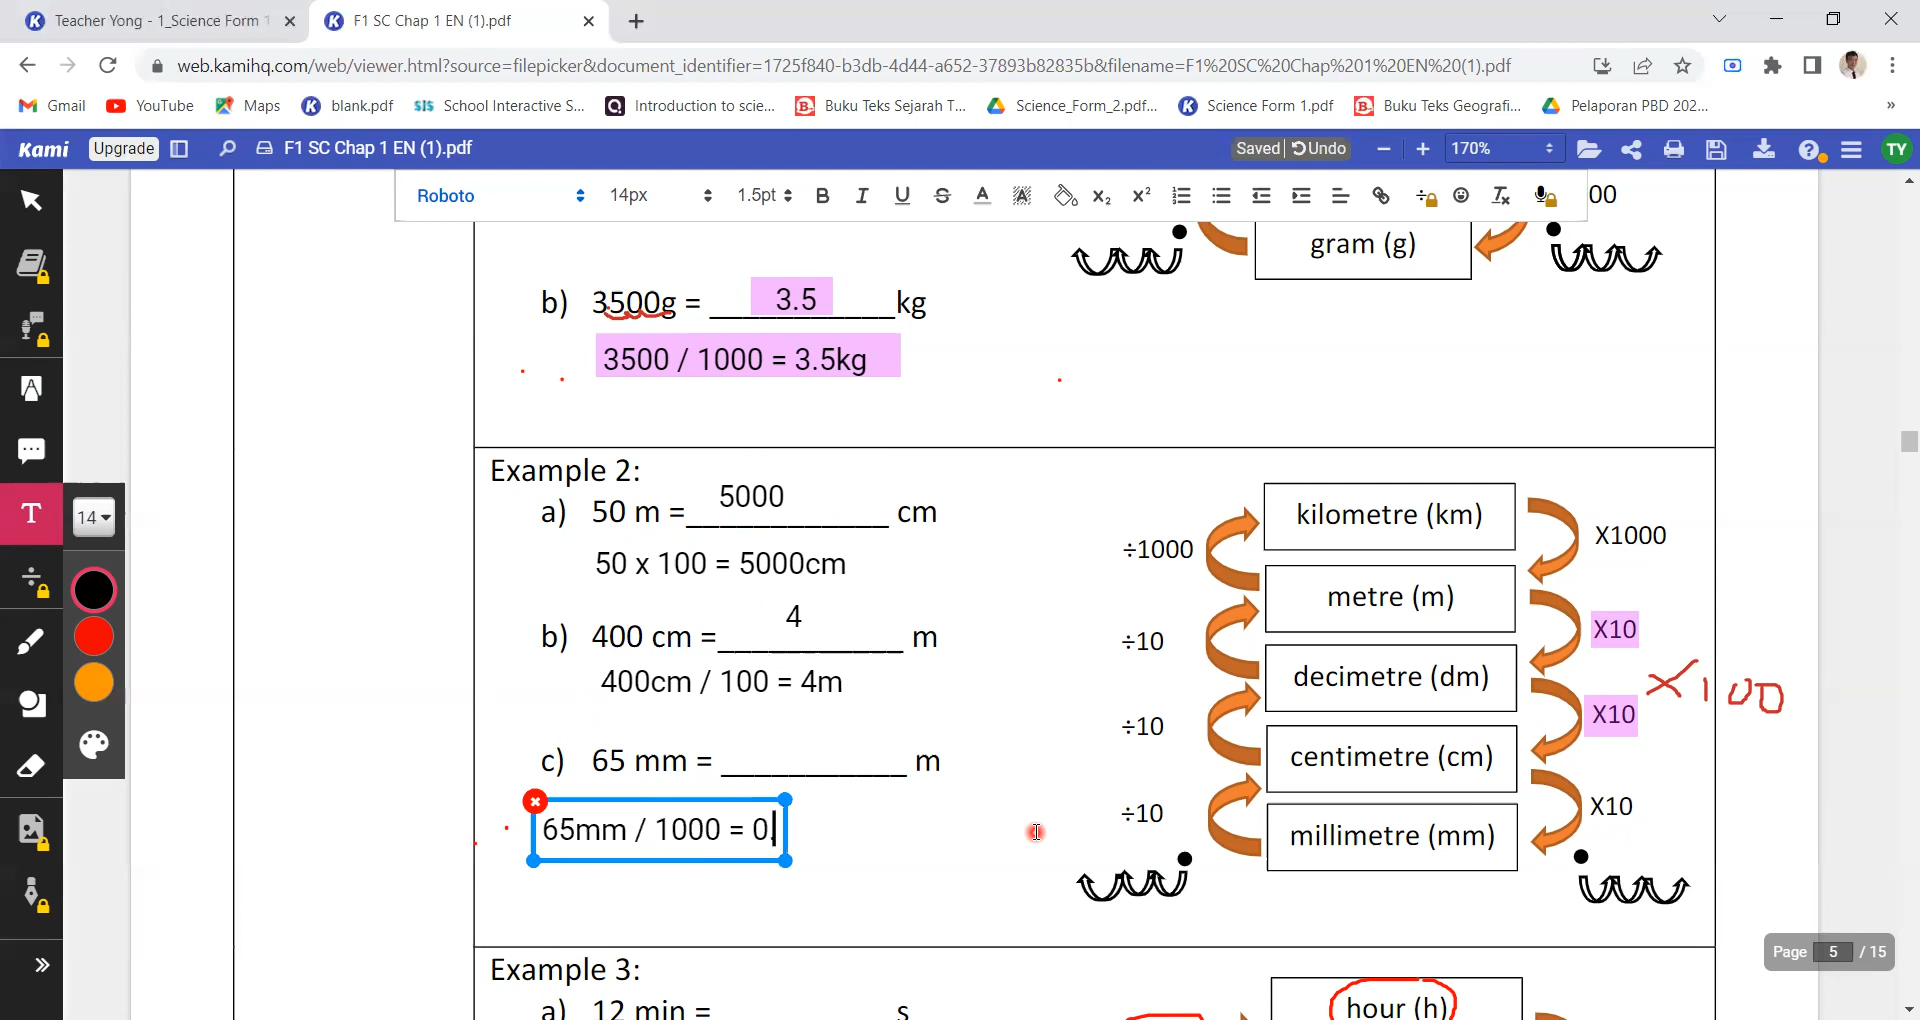 Teacher Yong - 1_Science Form 1
F1 SC Chap 1 EN (1).pdf
web.kamihq.com/web/viewer.html?source=filepicker&document_identifier=1725f840-b3db-4d44-a652-37893b82835b&filename=F1%20SC%20Chap%201%20EN%20(1).pdf
Gmail YouTube Maps blank.pdf School Interactive S... Introduction to scie... Buku Teks Sejarah T... Science_Form_2.pdf... Science Form 1.pdf Buku Teks Geografi... Pelaporan PBD 202...
Kami Upgrade F1 SC Chap 1 EN (1).pdf Saved Undo 170% TY
Roboto 14px 1.5pt
00
gram (g)
b) 3500g = 3.5 kg
3500 / 1000 = 3.5kg
Example 2:
a) 50 m = 5000 cm
50 x 100 = 5000cm
b) 400 cm = 4 m
400cm / 100 = 4m
c) 65 mm = ____________ m
65mm / 1000 = 0.
kilometre (km)
÷1000 X1000
metre (m)
÷10 X10
decimetre (dm)
X100
÷10 X10
centimetre (cm)
÷10 X10
millimetre (mm)
T 14
Page 5 / 15
Example 3:
hour (h)
a) 12 min = s